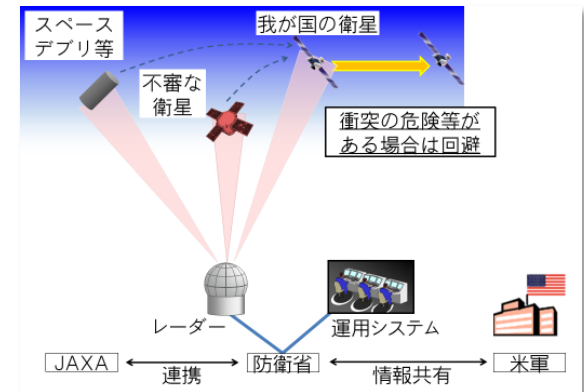 スペース
デブリ等
我が国の衛星
不審な
衛星
衝突の危険等が
ある場合は回避
レーダー
運用システム
JAXA
連携
防衛省
情報共有
米軍